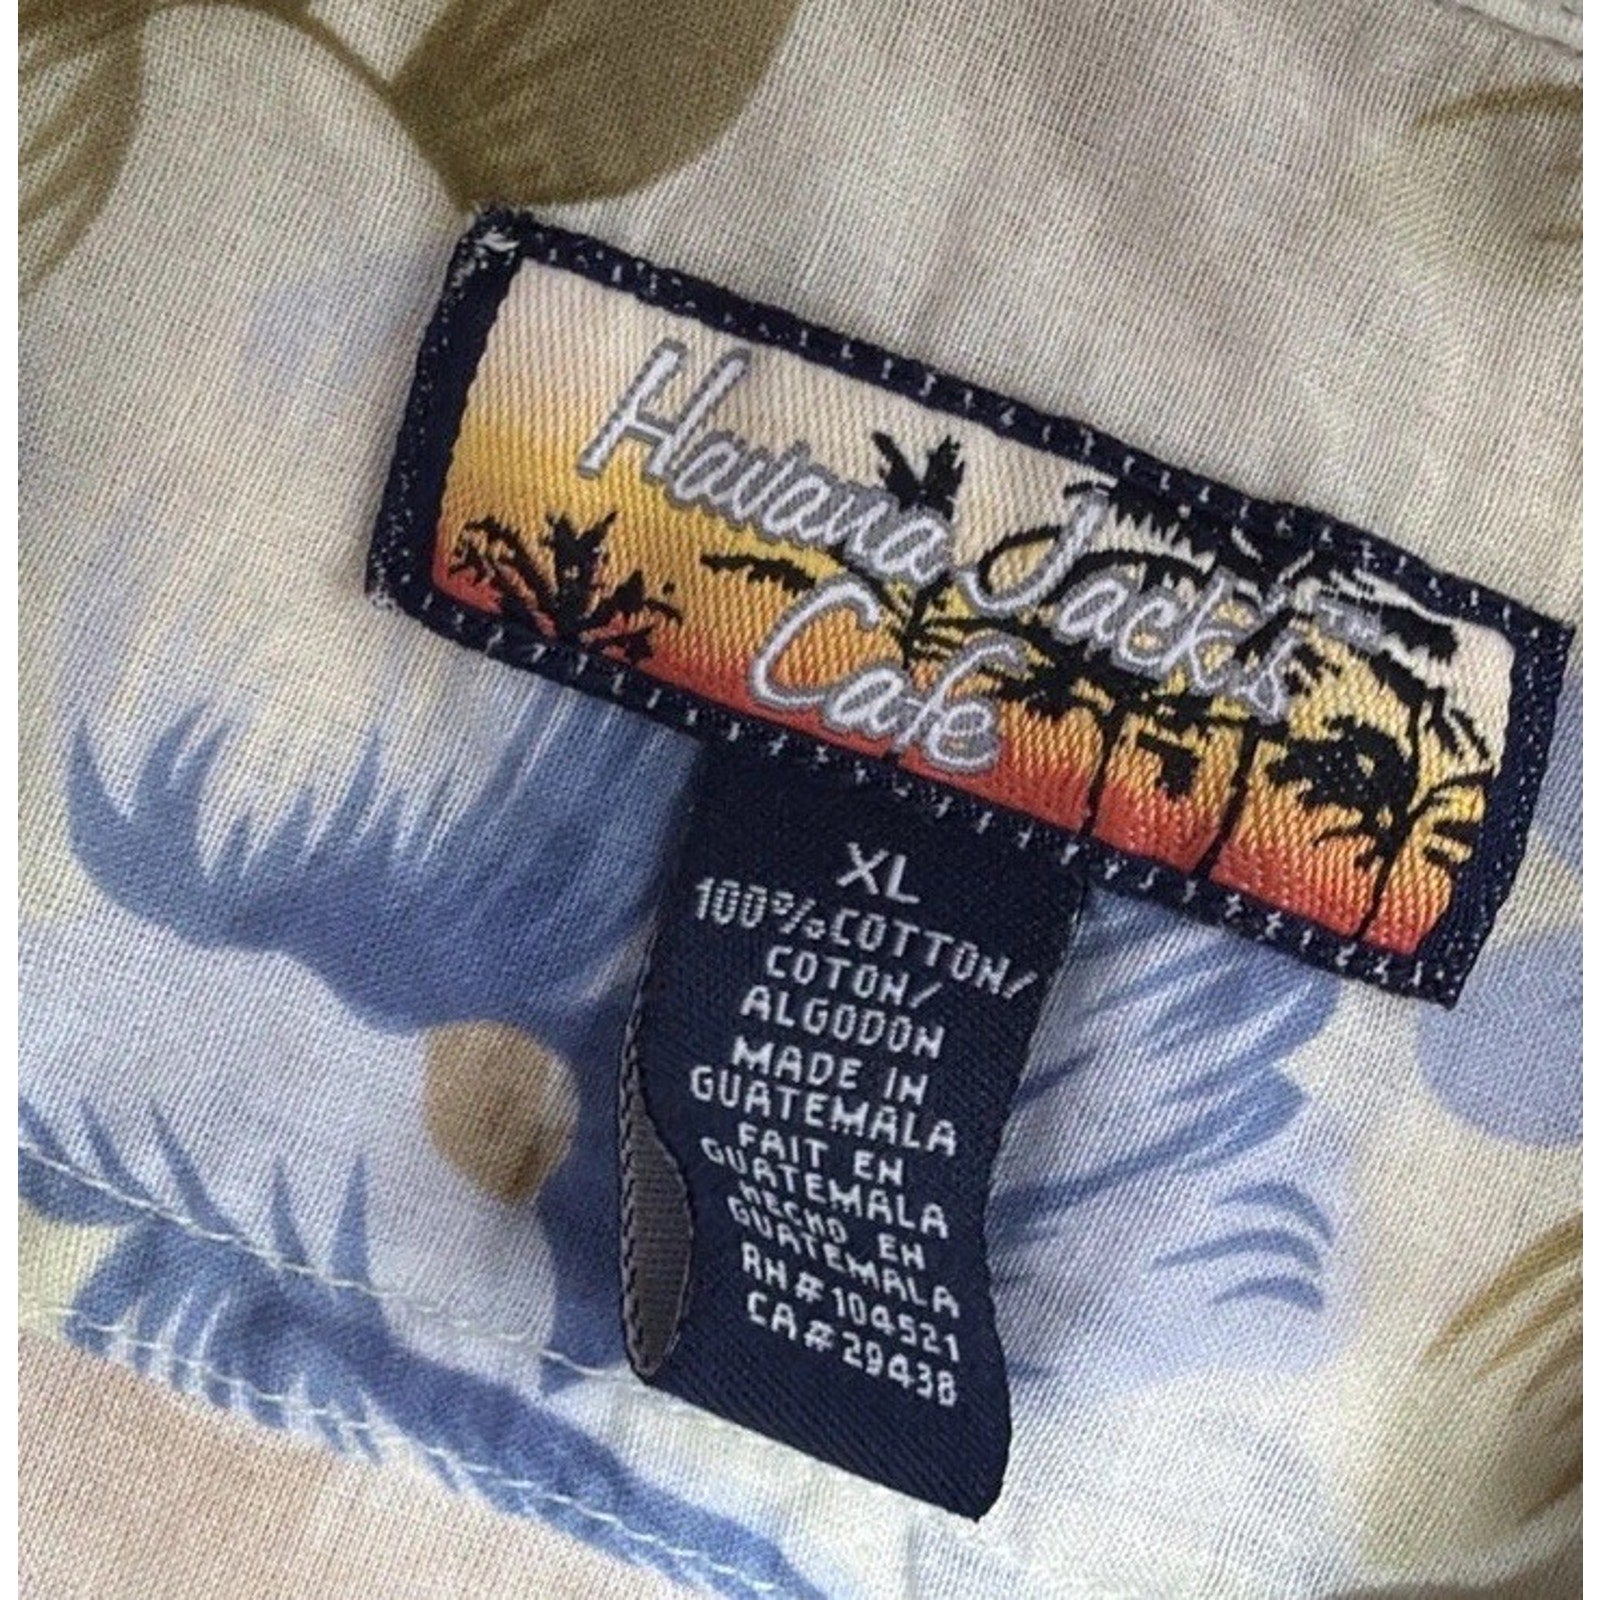 Havana Jack's™
Cafe
XL
100% COTTON/
COTON/
ALGODON
MADE IN
GUATEMALA
FAIT EN
GUATEMALA
HECHO EN
GUATEMALA
RN#104521
CA#29438